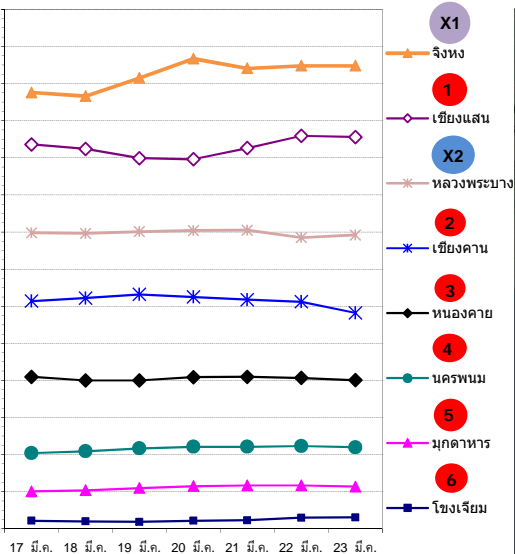 X1
จิงหง
1
เชียงแสน
X2
หลวงพระบาง
2
เชียงคาน
3
หนองคาย
4
นครพนม
5
มุกดาหาร
6
โขงเจียม
17 มี.ค. 18 มี.ค. 19 มี.ค. 20 มี.ค. 21 มี.ค. 22 มี.ค. 23 มี.ค.